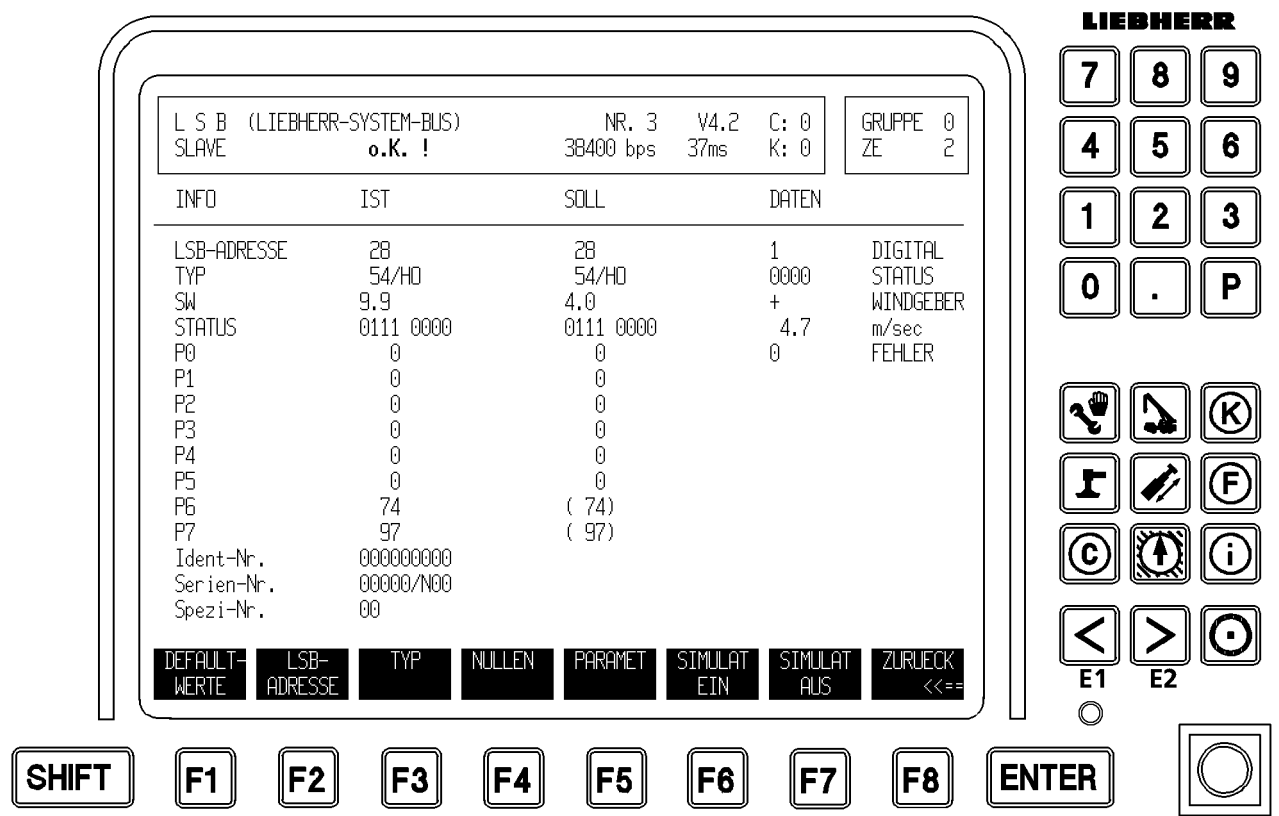 LIEBHERR
L S B (LIEBHERR-SYSTEM-BUS) NR. 3 V4.2 C: 0 GRUPPE 0
SLAVE o.K. ! 38400 bps 37ms K: 0 ZE 2
INFO IST SOLL DATEN
LSB-ADRESSE 28 28 1 DIGITAL
TYP 54/HO 54/HO 0000 STATUS
SW 9.9 4.0 + WINDGEBER
STATUS 0111 0000 0111 0000 4.7 m/sec
P0 0 0 0 FEHLER
P1 0 0
P2 0 0
P3 0 0
P4 0 0
P5 0 0
P6 74 ( 74)
P7 97 ( 97)
Ident-Nr. 000000000
Serien-Nr. 00000/N00
Spezi-Nr. 00
DEFAULT- LSB- TYP NULLEN PARAMET SIMULAT SIMULAT ZURUECK
WERTE ADRESSE EIN AUS <<==
7 8 9
4 5 6
1 2 3
0 . P
K
F
C i
< >
E1 E2
SHIFT F1 F2 F3 F4 F5 F6 F7 F8 ENTER